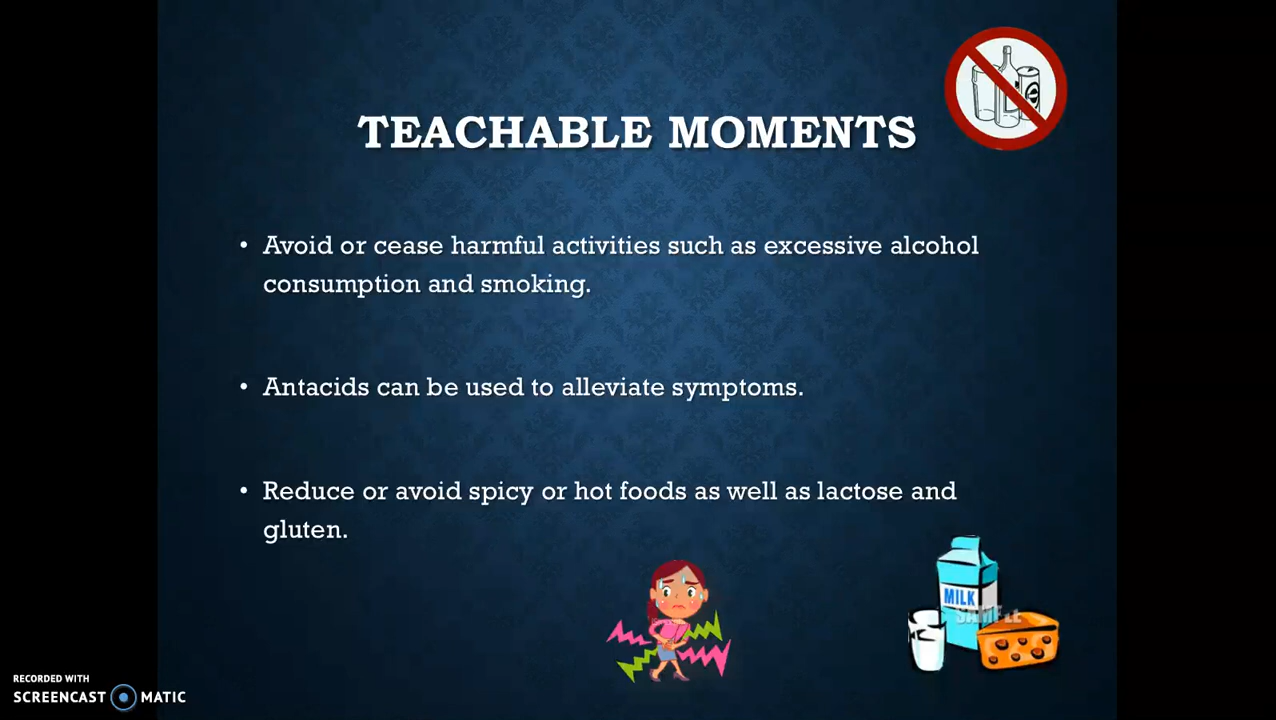 TEACHABLE MOMENTS
• Avoid or cease harmful activities such as excessive alcohol
consumption and smoking.
• Antacids can be used to alleviate symptoms.
• Reduce or avoid spicy or hot foods as well as lactose and
gluten.
MILK
SAMPLE
RECORDED WITH
SCREENCAST MATIC